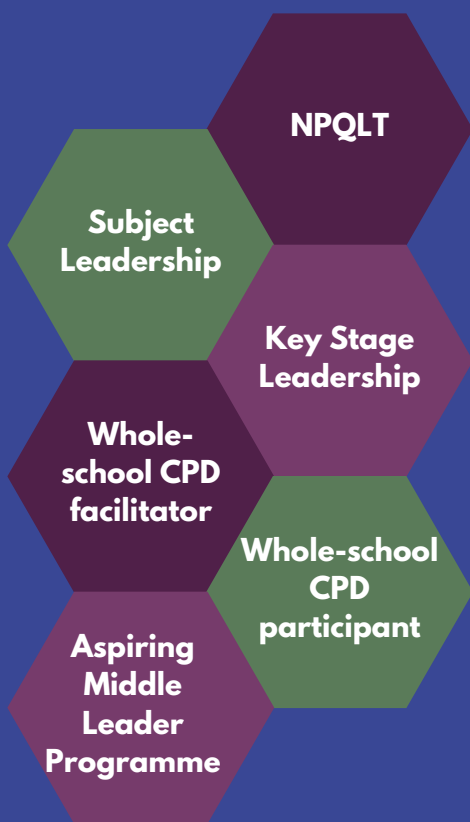 NPQLT
Subject
Leadership
Key Stage
Leadership
Whole-
school CPD
facilitator
Whole-school
CPD
participant
Aspiring
Middle
Leader
Programme